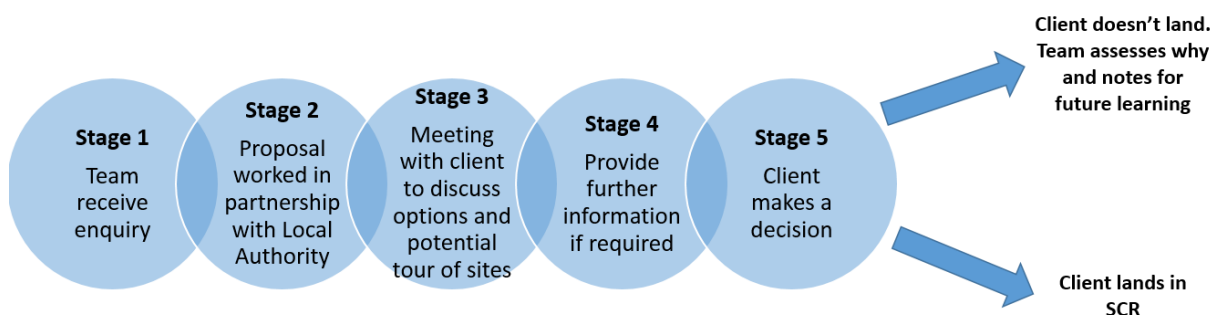 Stage 1
Team
receive
enquiry
Stage 2
Proposal
worked in
partnership
with Local
Authority
Stage 3
Meeting
with client
to discuss
options and
potential
tour of sites
Stage 4
Provide
further
information
if required
Stage 5
Client
makes a
decision
Client doesn’t land.
Team assesses why
and notes for
future learning
Client lands in
SCR